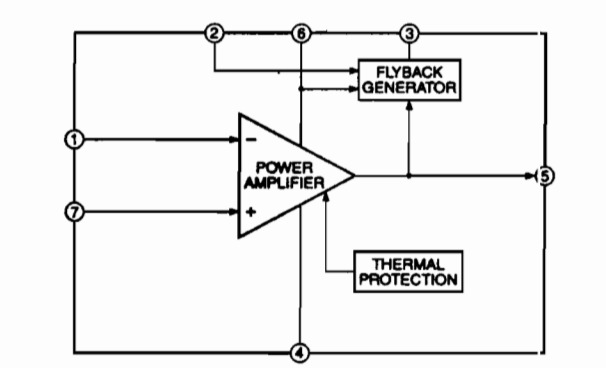 2 6 3
FLYBACK
GENERATOR
1
−
POWER
AMPLIFIER
5
7
+
THERMAL
PROTECTION
4